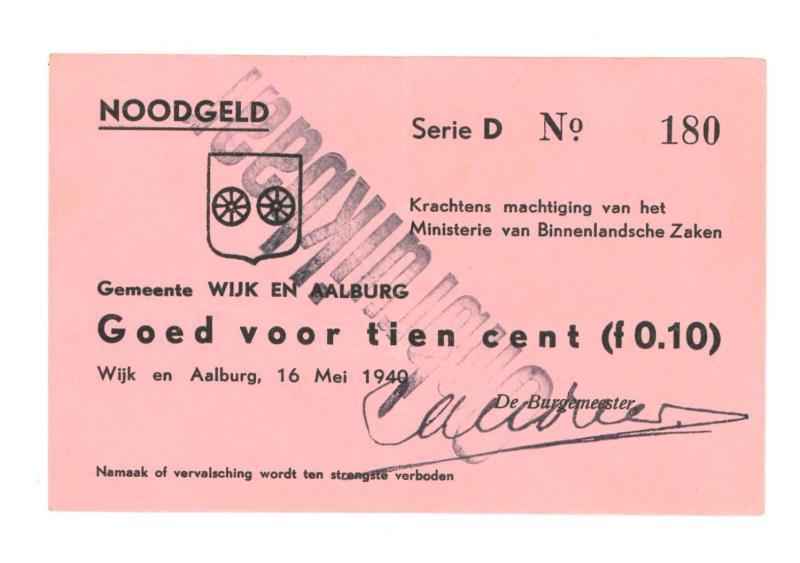 NOODGELD
Serie D Nº 180
Krachtens machtiging van het
Ministerie van Binnenlandsche Zaken
Gemeente WIJK EN AALBURG
Goed voor tien cent (f 0.10)
Wijk en Aalburg, 16 Mei 1940
De Burgemeester
Namaak of vervalsching wordt ten strengste verboden
Onbruikbaar